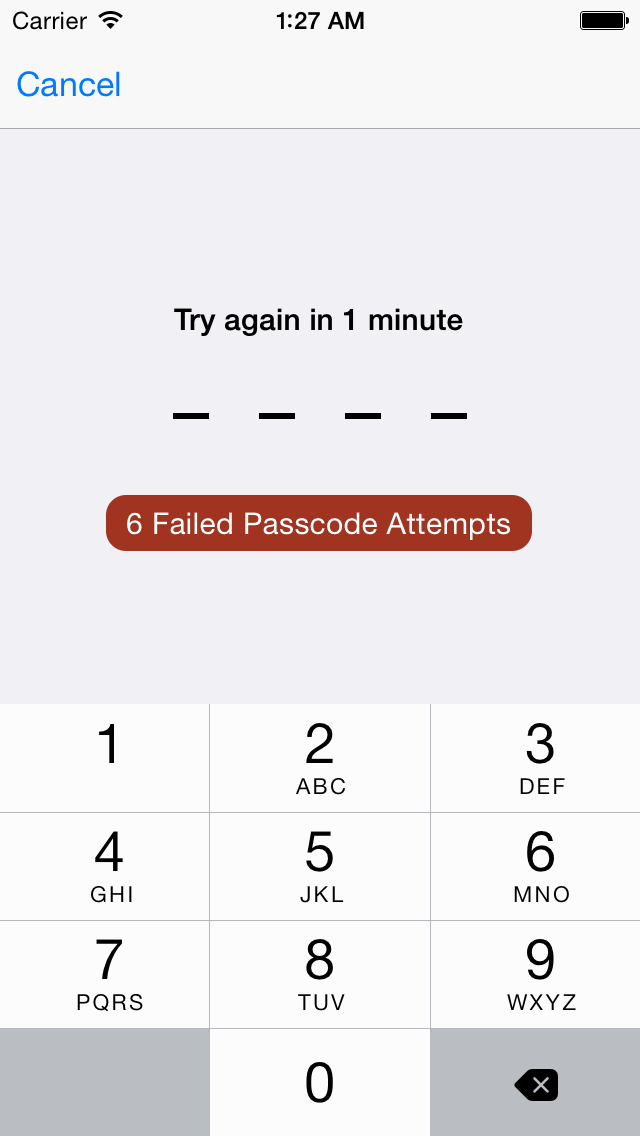 Carrier 1:27 AM
Cancel
Try again in 1 minute
6 Failed Passcode Attempts
1 2 3
ABC DEF
4 5 6
GHI JKL MNO
7 8 9
PQRS TUV WXYZ
0